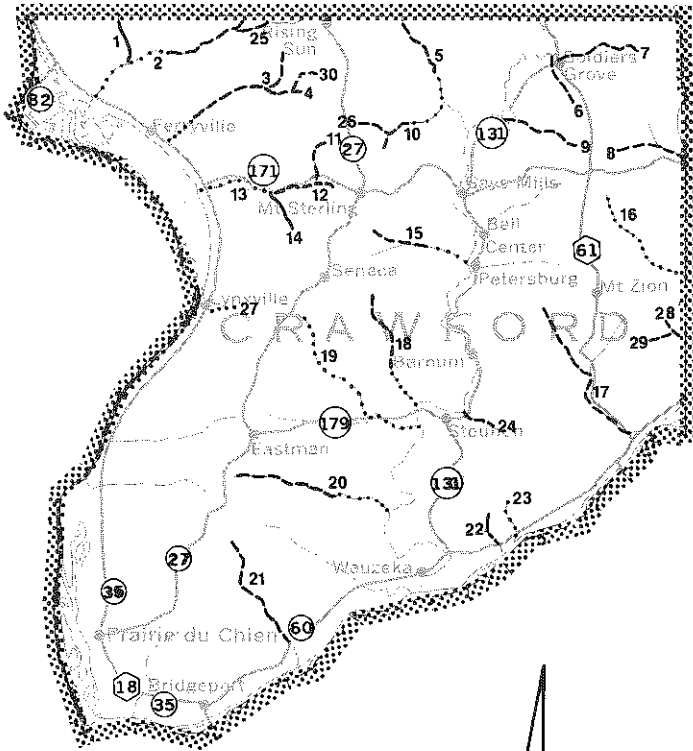 1
25
Rising
Sun
2
5
7
Soldiers
Grove
3
30
4
6
82
Ferryville
26
10
131
11
27
9
8
171
13
12
Mt Sterling
Gays Mills
14
16
15
Bell
Center
61
Seneca
Petersburg
Mt Zion
Lynxville
27
CRAWFORD
28
18
29
19
Barnum
17
179
24
Steuben
Eastman
131
20
23
22
27
Wauzeka
21
35
60
Prairie du Chien
18
Bridgeport
35